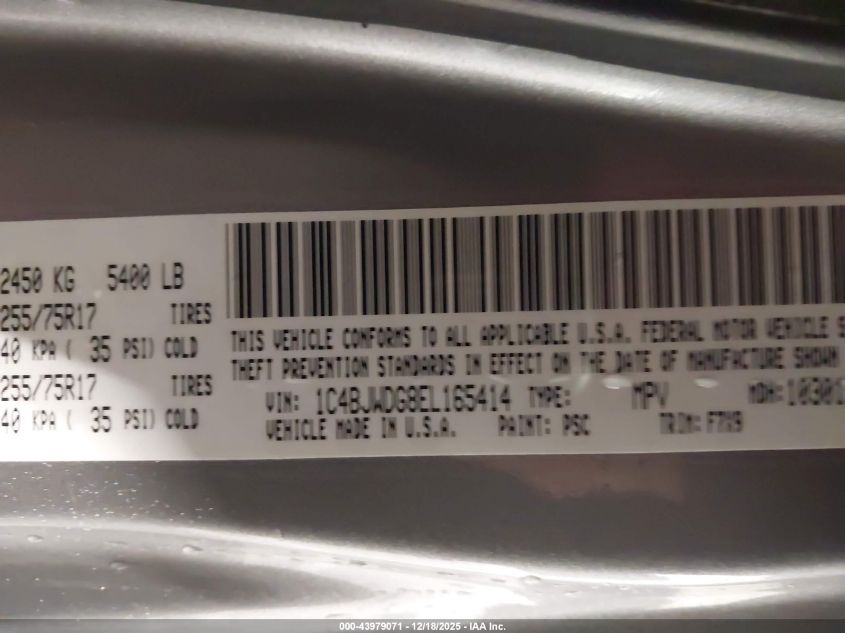 2450 KG 5400 LB
255/75R17 TIRES
40 KPA ( 35 PSI) COLD
255/75R17 TIRES
40 KPA ( 35 PSI) COLD
THIS VEHICLE CONFORMS TO ALL APPLICABLE U.S.A. FEDERAL MOTOR VEHICLE S
THEFT PREVENTION STANDARDS IN EFFECT ON THE DATE OF MANUFACTURE SHOWN
VIN: 1C4BJWDG8EL165414 TYPE: MPV MDH: 10301
VEHICLE MADE IN U.S.A. PAINT: PSC TRIM:
000-43979071 - 12/18/2025 - IAA Inc.